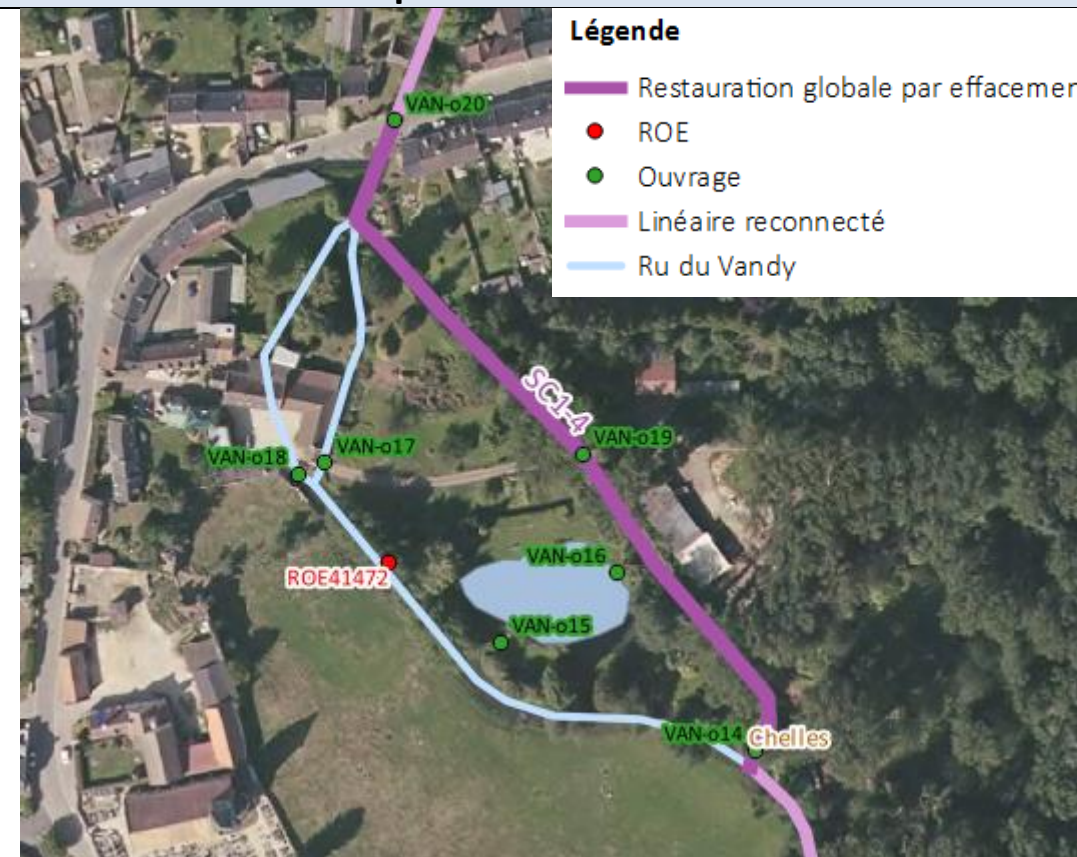 Légende
Restauration globale par effacemen
ROE
Ouvrage
Linéaire reconnecté
Ru du Vandy
VAN-o20
SC1-4
VAN-o19
VAN-o17
VAN-o18
VAN-o16
ROE41472
VAN-o15
VAN-o14
Chelles